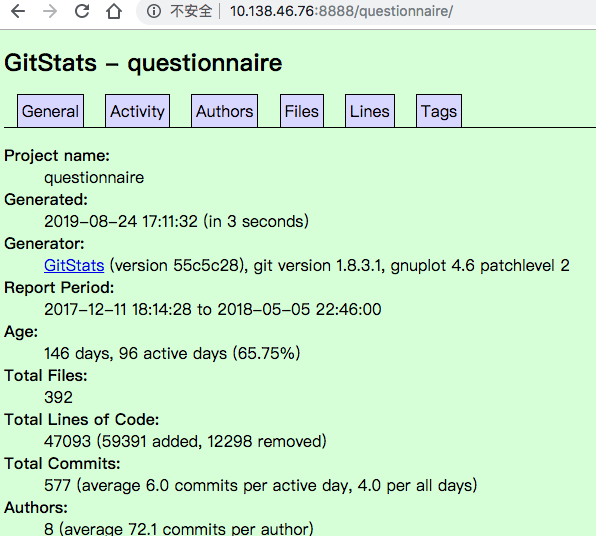 不安全 10.138.46.76:8888/questionnaire/
GitStats – questionnaire
General Activity Authors Files Lines Tags
Project name:
questionnaire
Generated:
2019-08-24 17:11:32 (in 3 seconds)
Generator:
GitStats (version 55c5c28), git version 1.8.3.1, gnuplot 4.6 patchlevel 2
Report Period:
2017-12-11 18:14:28 to 2018-05-05 22:46:00
Age:
146 days, 96 active days (65.75%)
Total Files:
392
Total Lines of Code:
47093 (59391 added, 12298 removed)
Total Commits:
577 (average 6.0 commits per active day, 4.0 per all days)
Authors:
8 (average 72.1 commits per author)